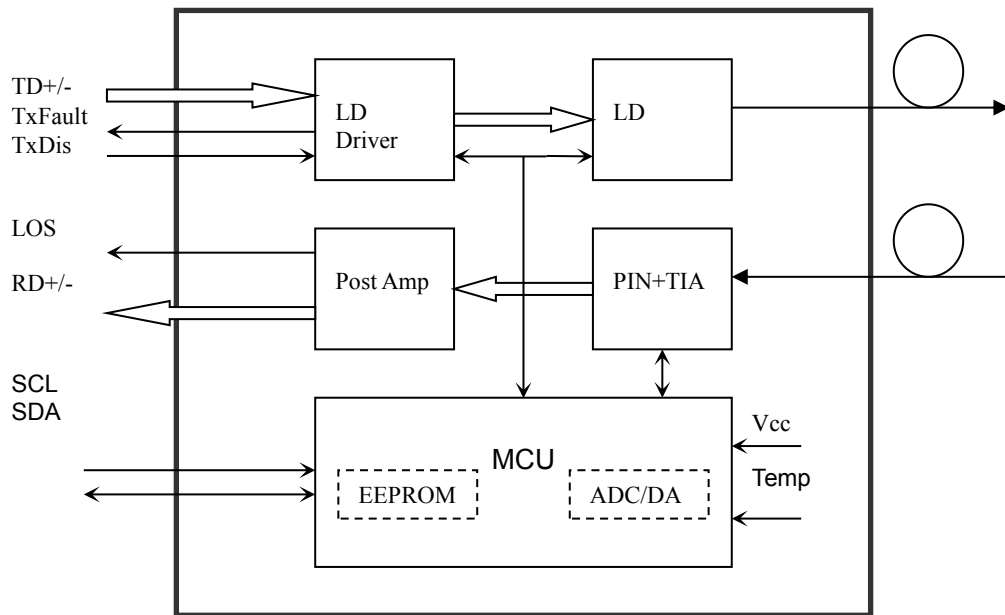 TD+/-
TxFault
TxDis
LD
Driver
LD
LOS
RD+/-
Post Amp
PIN+TIA
SCL
SDA
MCU
EEPROM
ADC/DA
Vcc
Temp